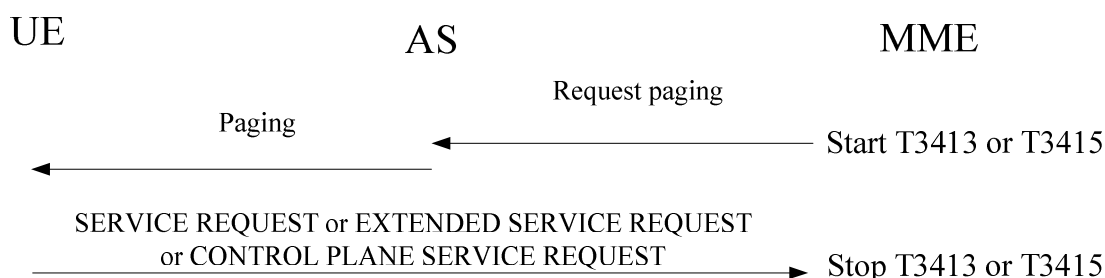 UE
AS
MME
Request paging
Paging
Start T3413 or T3415
SERVICE REQUEST or EXTENDED SERVICE REQUEST
or CONTROL PLANE SERVICE REQUEST
Stop T3413 or T3415